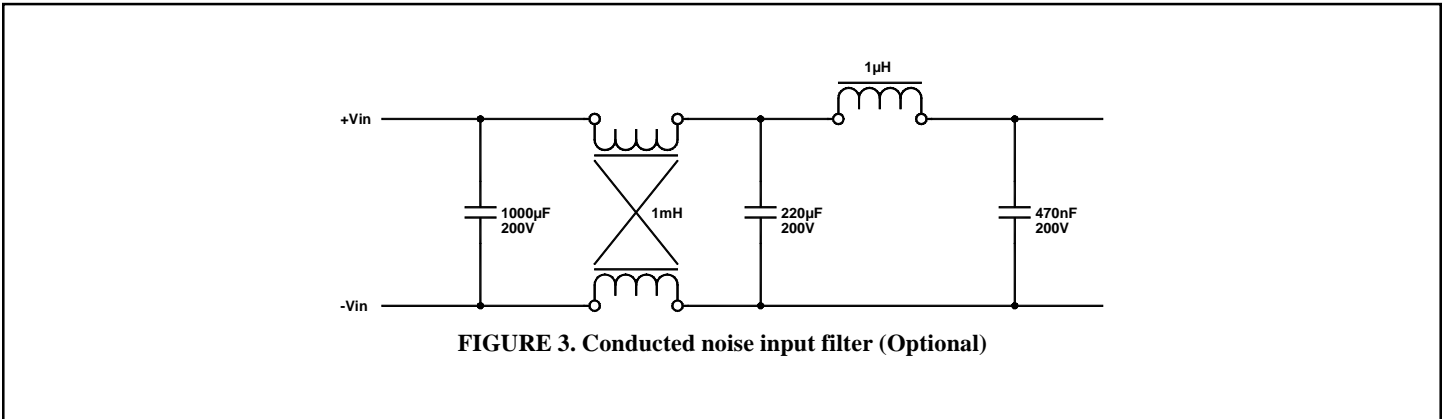 1µH
+Vin
1000µF
200V
1mH
220µF
200V
470nF
200V
-Vin
FIGURE 3. Conducted noise input filter (Optional)